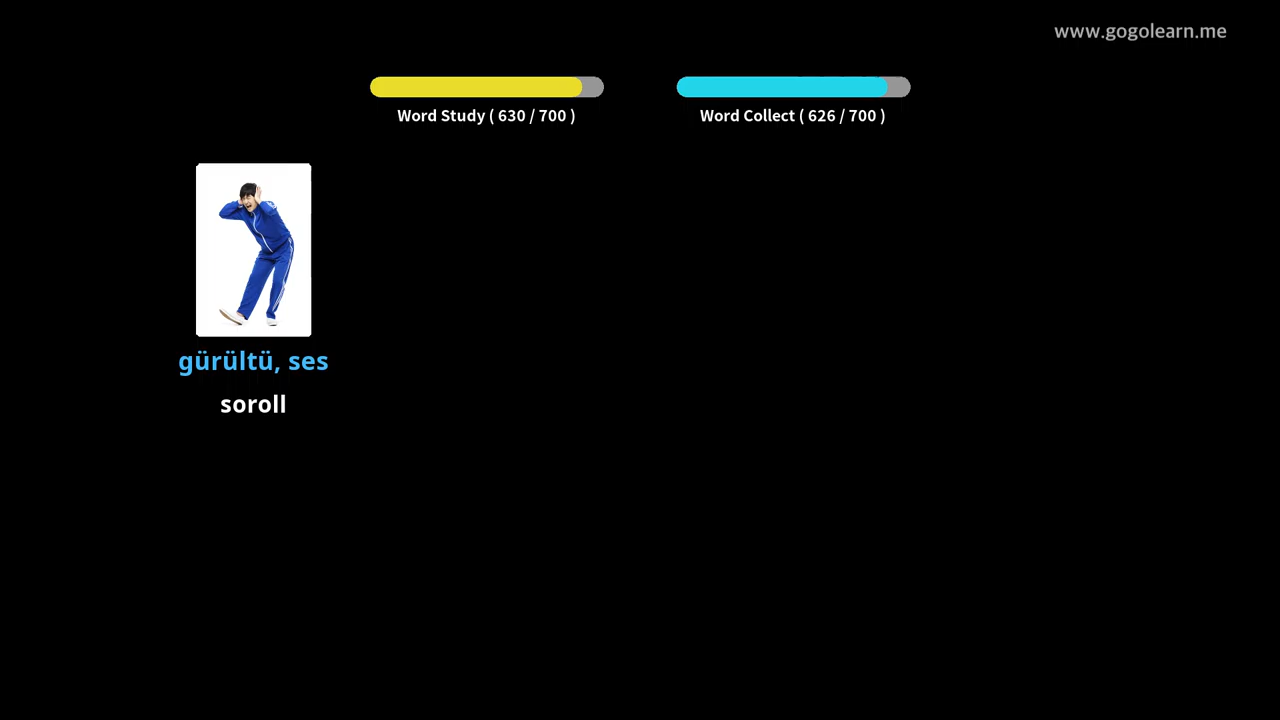 www.gogolearn.me
Word Study ( 630 / 700 )
Word Collect ( 626 / 700 )
gürültü, ses
soroll